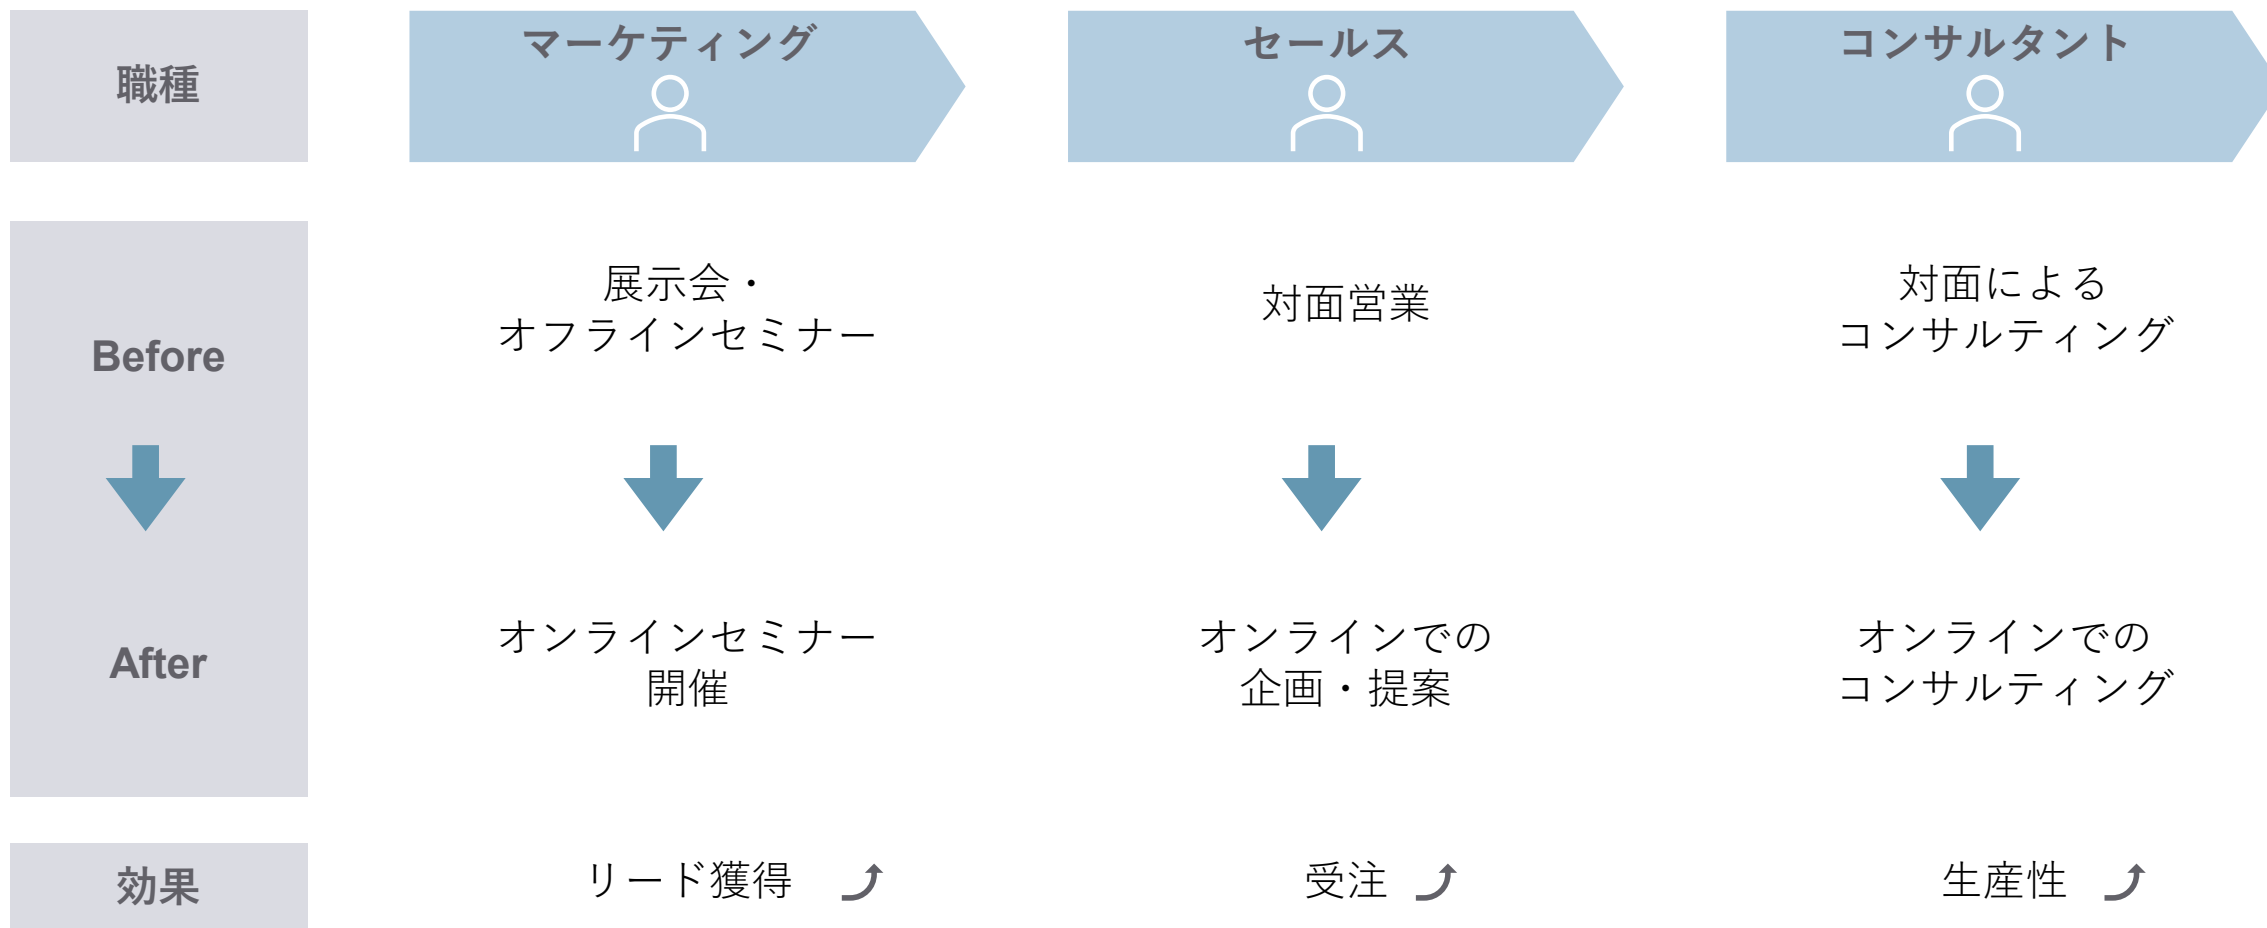 職種
マーケティング
セールス
コンサルタント
Before
展示会・
オフラインセミナー
対面営業
対面による
コンサルティング
After
オンラインセミナー
開催
オンラインでの
企画・提案
オンラインでの
コンサルティング
効果
リード獲得
受注
生産性